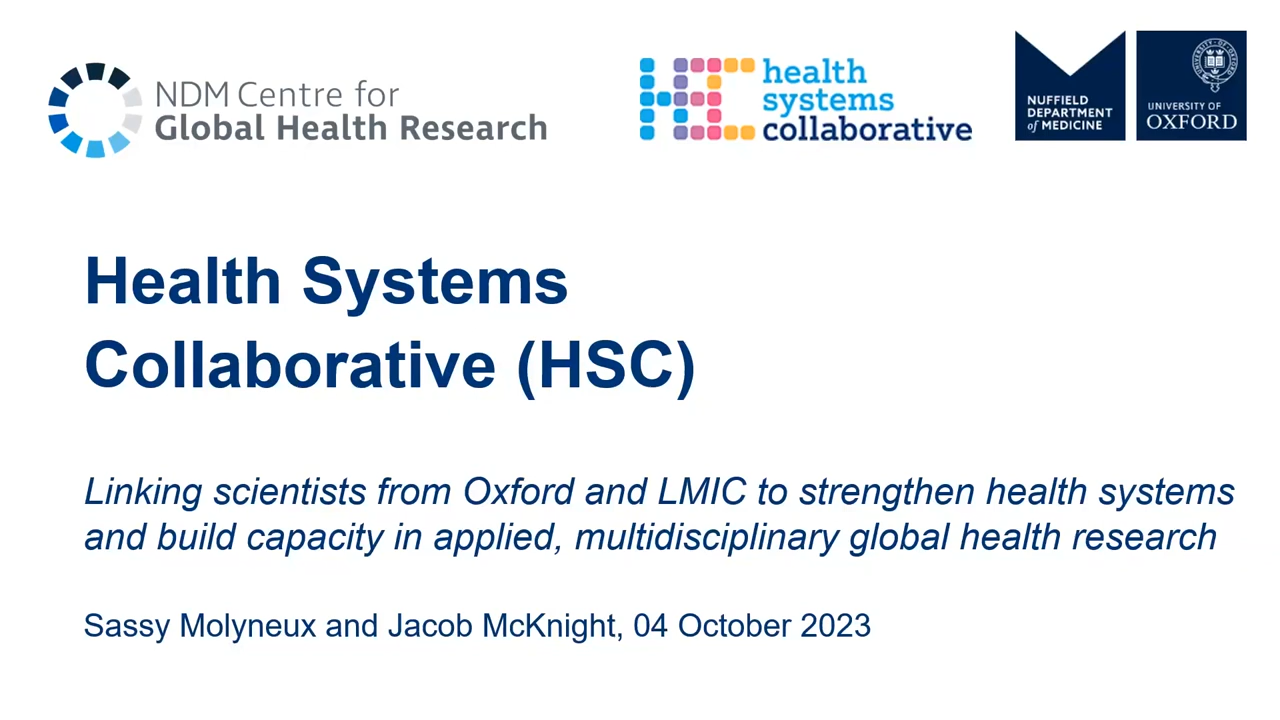 NDM Centre for
Global Health Research
HSC
health
systems
collaborative
NUFFIELD
DEPARTMENT
of MEDICINE
UNIVERSITY OF
OXFORD
Health Systems
Collaborative (HSC)
Linking scientists from Oxford and LMIC to strengthen health systems
and build capacity in applied, multidisciplinary global health research
Sassy Molyneux and Jacob McKnight, 04 October 2023